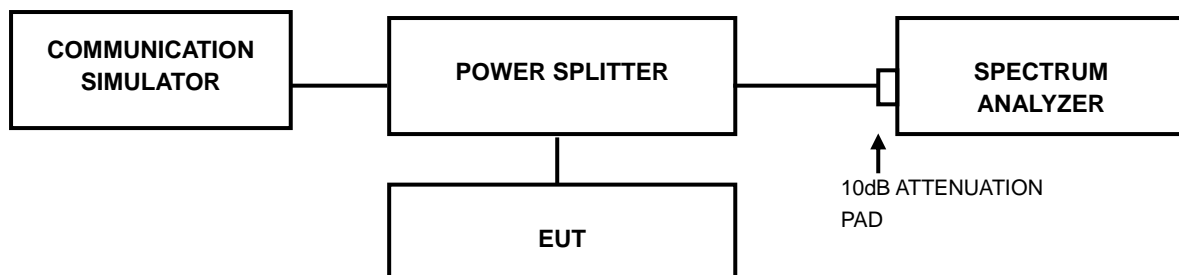 COMMUNICATION
SIMULATOR
POWER SPLITTER
SPECTRUM
ANALYZER
10dB ATTENUATION
PAD
EUT